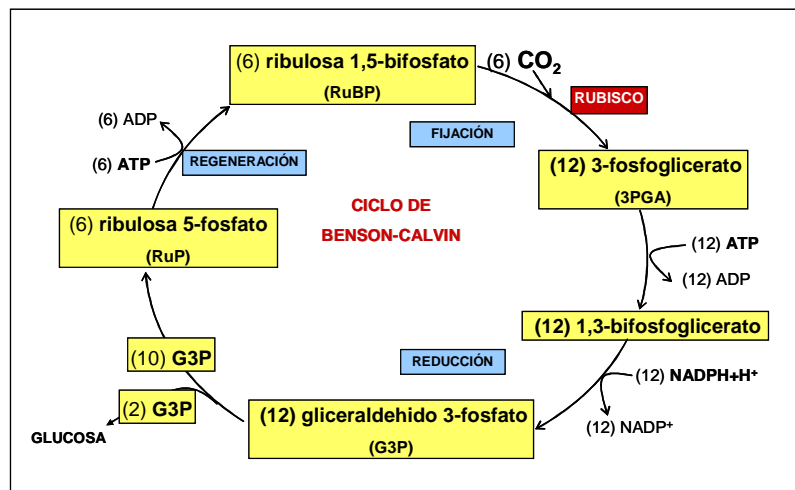 (6) ribulosa 1,5-bifosfato
(RuBP)
(6) CO₂
RUBISCO
FIJACIÓN
(12) 3-fosfoglicerato
(3PGA)
(12) ATP
(12) ADP
(12) 1,3-bifosfoglicerato
(12) NADPH+H⁺
(12) NADP⁺
REDUCCIÓN
(12) gliceraldehido 3-fosfato
(G3P)
(2) G3P
GLUCOSA
(10) G3P
(6) ribulosa 5-fosfato
(RuP)
(6) ATP
(6) ADP
REGENERACIÓN
CICLO DE
BENSON-CALVIN